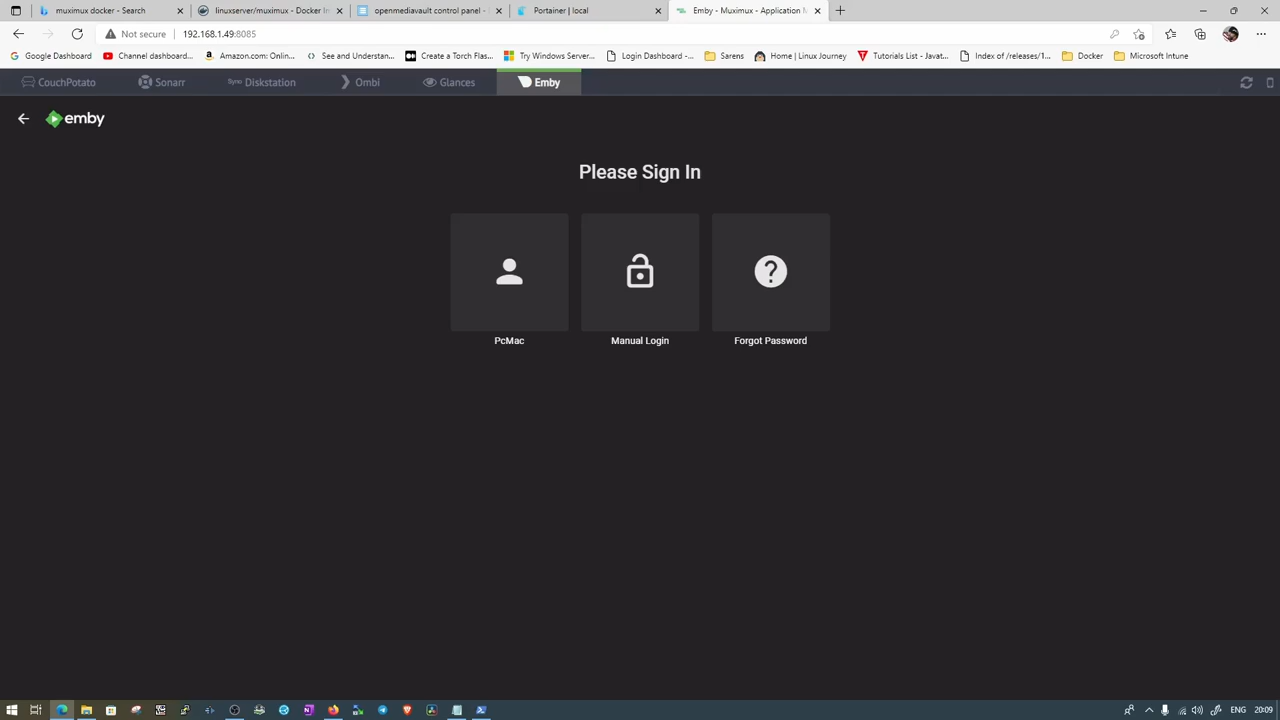 muximux docker - Search
linuxserver/muximux - Docker Im
openmediavault control panel -
Portainer | local
Emby - Muximux - Application M
Not secure
192.168.1.49:8085
Google Dashboard
Channel dashboard...
Amazon.com: Onlin...
See and Understan...
Create a Torch Flas...
Try Windows Server...
Login Dashboard -...
Sarens
Home | Linux Journey
Tutorials List - Javat...
Index of /releases/1...
Docker
Microsoft Intune
CouchPotato
Sonarr
Diskstation
Ombi
Glances
Emby
emby
Please Sign In
PcMac
Manual Login
Forgot Password
ENG
20:09